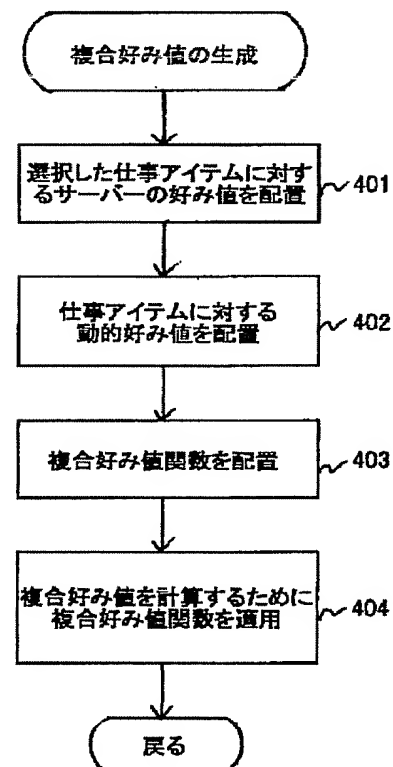 複合好み値の生成
選択した仕事アイテムに対す
るサーバーの好み値を配置
401
仕事アイテムに対する
動的好み値を配置
402
複合好み値関数を配置
403
複合好み値を計算するために
複合好み値関数を適用
404
戻る